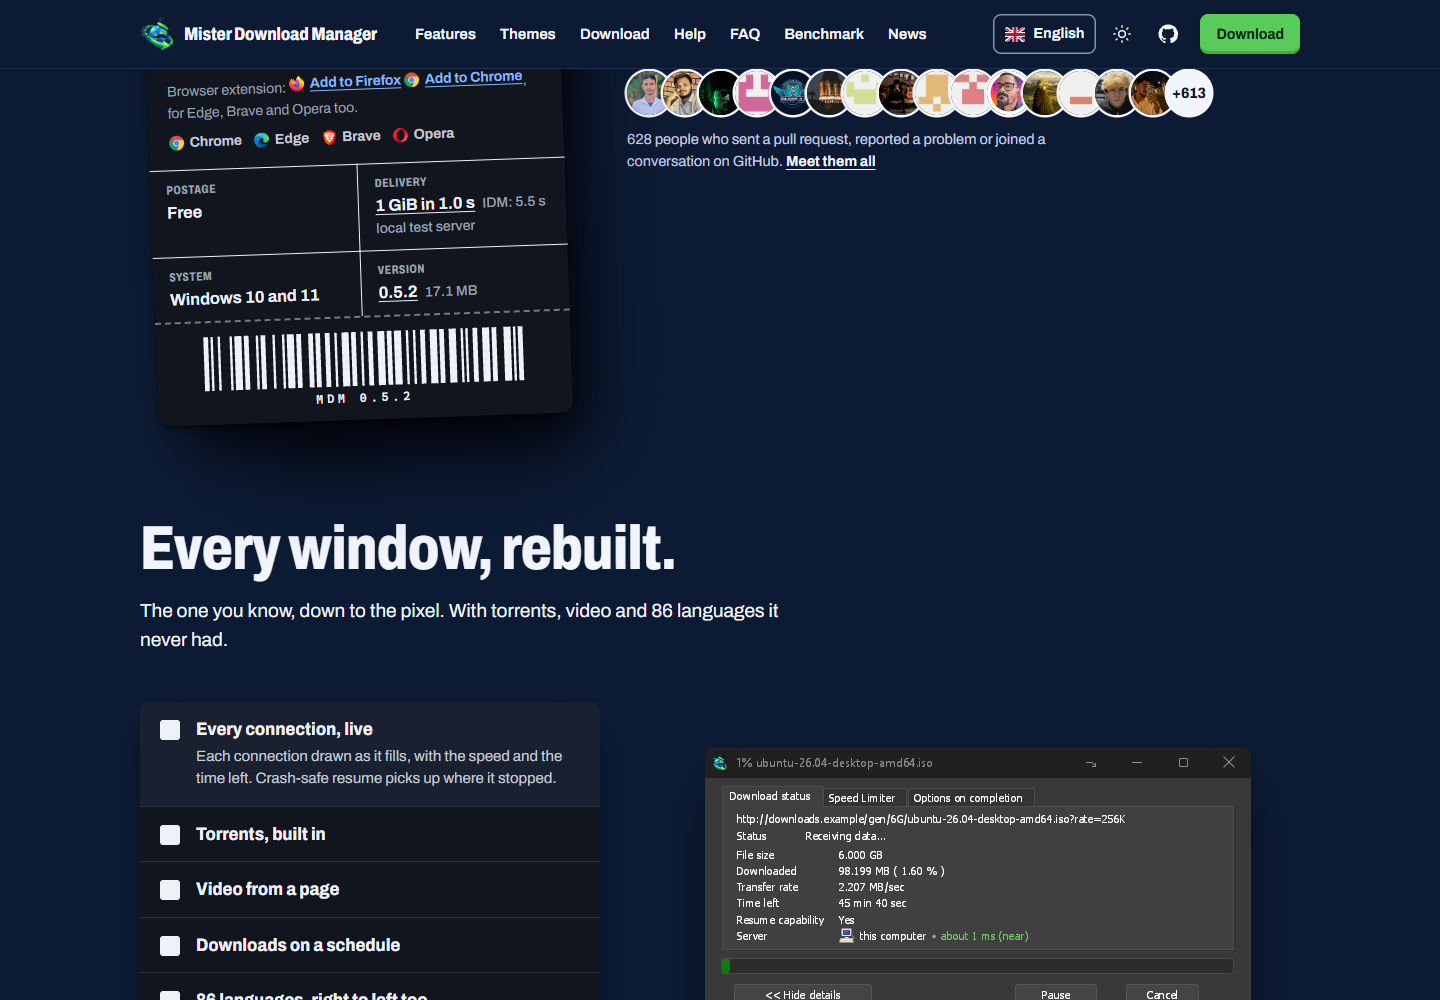 Mister Download Manager
Features Themes Download Help FAQ Benchmark News
English
Download
Browser extension: Add to Firefox Add to Chrome,
for Edge, Brave and Opera too.
Chrome Edge Brave Opera
POSTAGE
Free
DELIVERY
1 GiB in 1.0 s IDM: 5.5 s
local test server
SYSTEM
Windows 10 and 11
VERSION
0.5.2 17.1 MB
MDM 0.5.2
+613
628 people who sent a pull request, reported a problem or joined a
conversation on GitHub. Meet them all
Every window, rebuilt.
The one you know, down to the pixel. With torrents, video and 86 languages it
never had.
Every connection, live
Each connection drawn as it fills, with the speed and the
time left. Crash-safe resume picks up where it stopped.
Torrents, built in
Video from a page
Downloads on a schedule
86 languages, right to left too
1% ubuntu-26.04-desktop-amd64.iso
Download status Speed Limiter Options on completion
http://downloads.example/gen/6G/ubuntu-26.04-desktop-amd64.iso?rate=256K
Status Receiving data...
File size 6.000 GB
Downloaded 98.199 MB ( 1.60 % )
Transfer rate 2.207 MB/sec
Time left 45 min 40 sec
Resume capability Yes
Server this computer • about 1 ms (near)
<< Hide details Pause Cancel